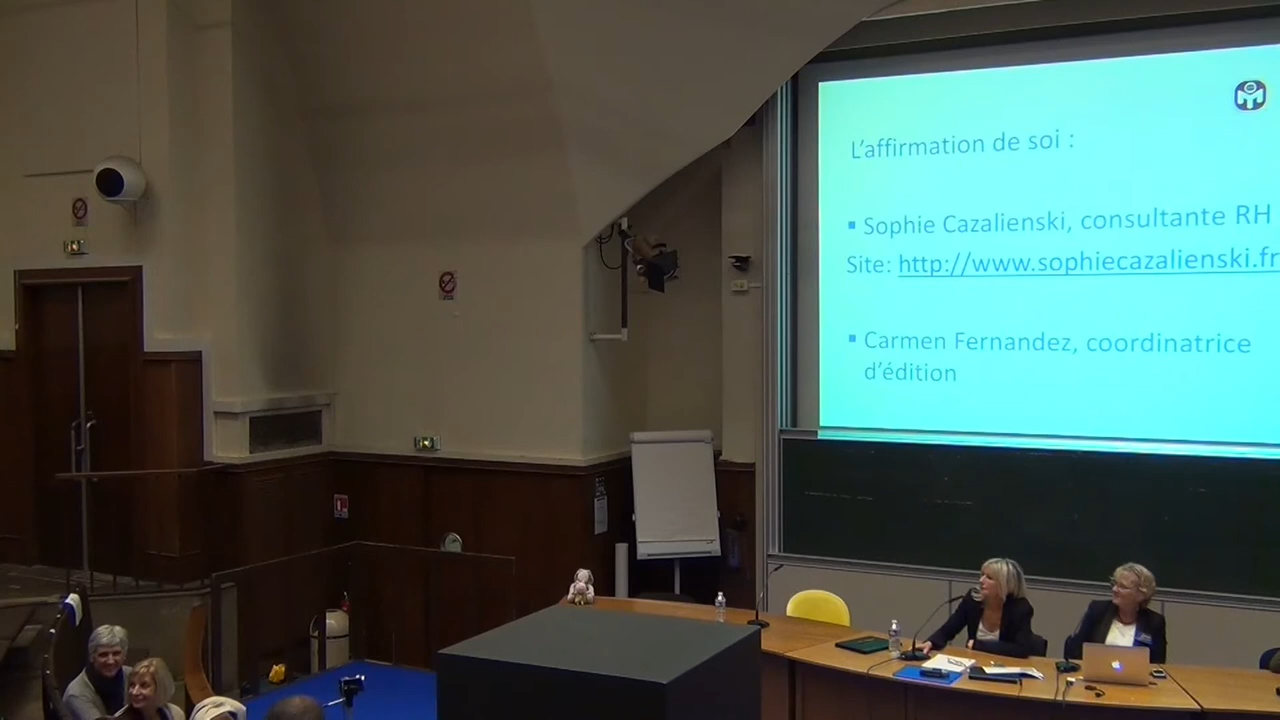 L'affirmation de soi :
▪ Sophie Cazalienski, consultante RH
Site: http://www.sophiecazalienski.fr
▪ Carmen Fernandez, coordinatrice
d'édition